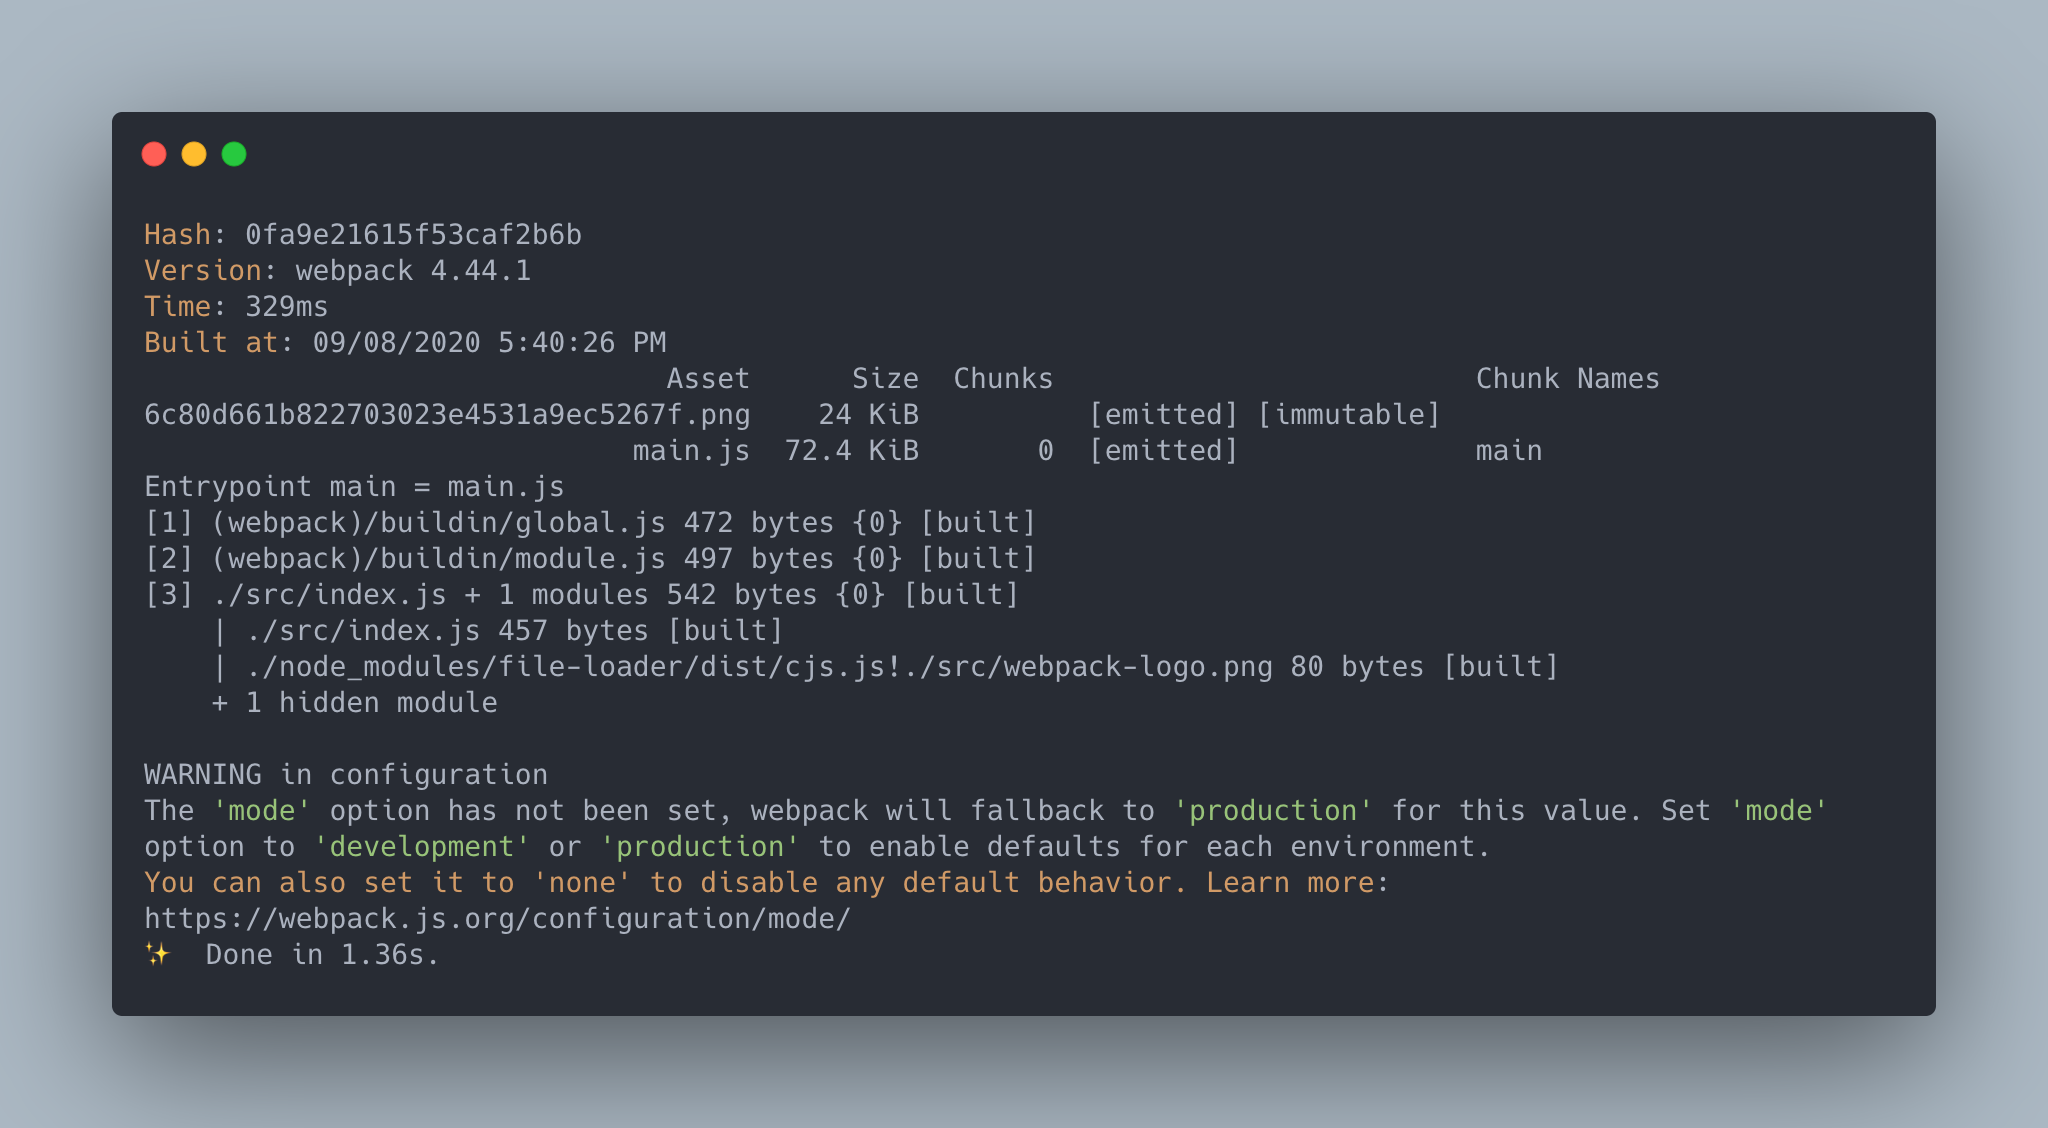 Hash: 0fa9e21615f53caf2b6b
Version: webpack 4.44.1
Time: 329ms
Built at: 09/08/2020 5:40:26 PM
                               Asset      Size  Chunks                         Chunk Names
6c80d661b822703023e4531a9ec5267f.png    24 KiB          [emitted] [immutable]
                             main.js  72.4 KiB       0  [emitted]              main
Entrypoint main = main.js
[1] (webpack)/buildin/global.js 472 bytes {0} [built]
[2] (webpack)/buildin/module.js 497 bytes {0} [built]
[3] ./src/index.js + 1 modules 542 bytes {0} [built]
    | ./src/index.js 457 bytes [built]
    | ./node_modules/file-loader/dist/cjs.js!./src/webpack-logo.png 80 bytes [built]
    + 1 hidden module

WARNING in configuration
The 'mode' option has not been set, webpack will fallback to 'production' for this value. Set 'mode'
option to 'development' or 'production' to enable defaults for each environment.
You can also set it to 'none' to disable any default behavior. Learn more:
https://webpack.js.org/configuration/mode/
✨  Done in 1.36s.